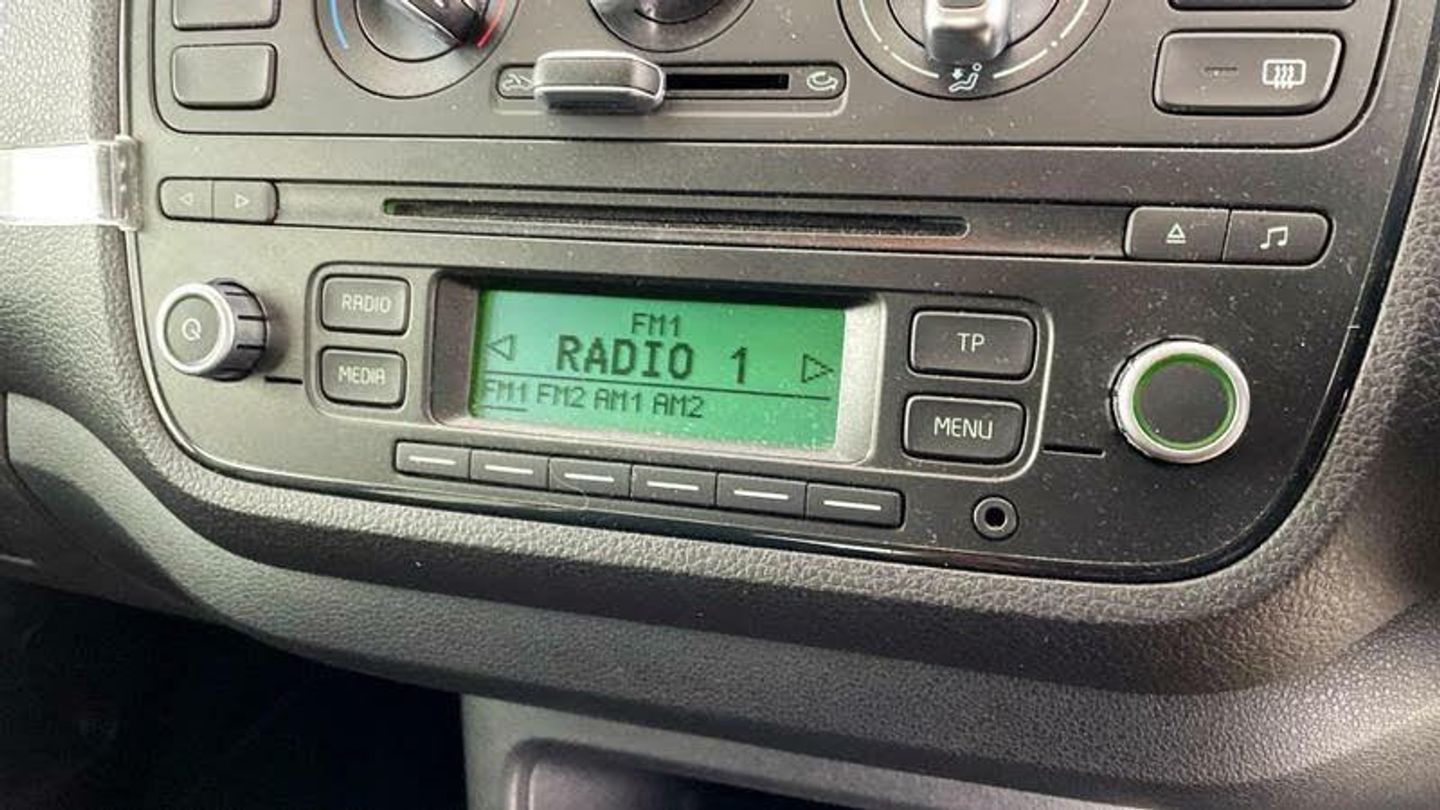 RADIO
MEDIA
FM1
RADIO 1
FM1 FM2 AM1 AM2
TP
MENU